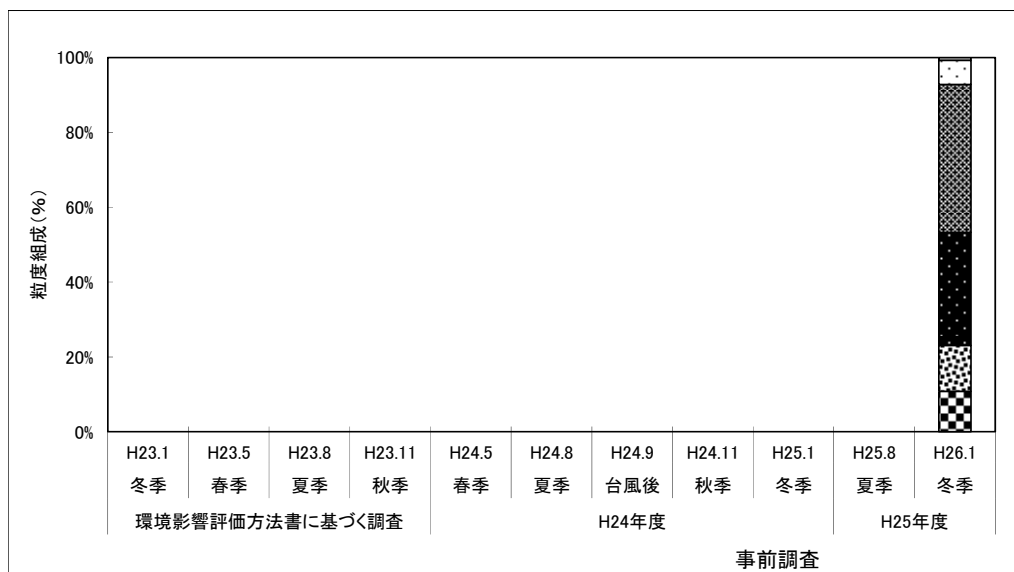 粒度組成(%)
100%
80%
60%
40%
20%
0%
H23.1 H23.5 H23.8 H23.11 H24.5 H24.8 H24.9 H24.11 H25.1 H25.8 H26.1
冬季 春季 夏季 秋季 春季 夏季 台風後 秋季 冬季 夏季 冬季
環境影響評価方法書に基づく調査 H24年度 H25年度
事前調査